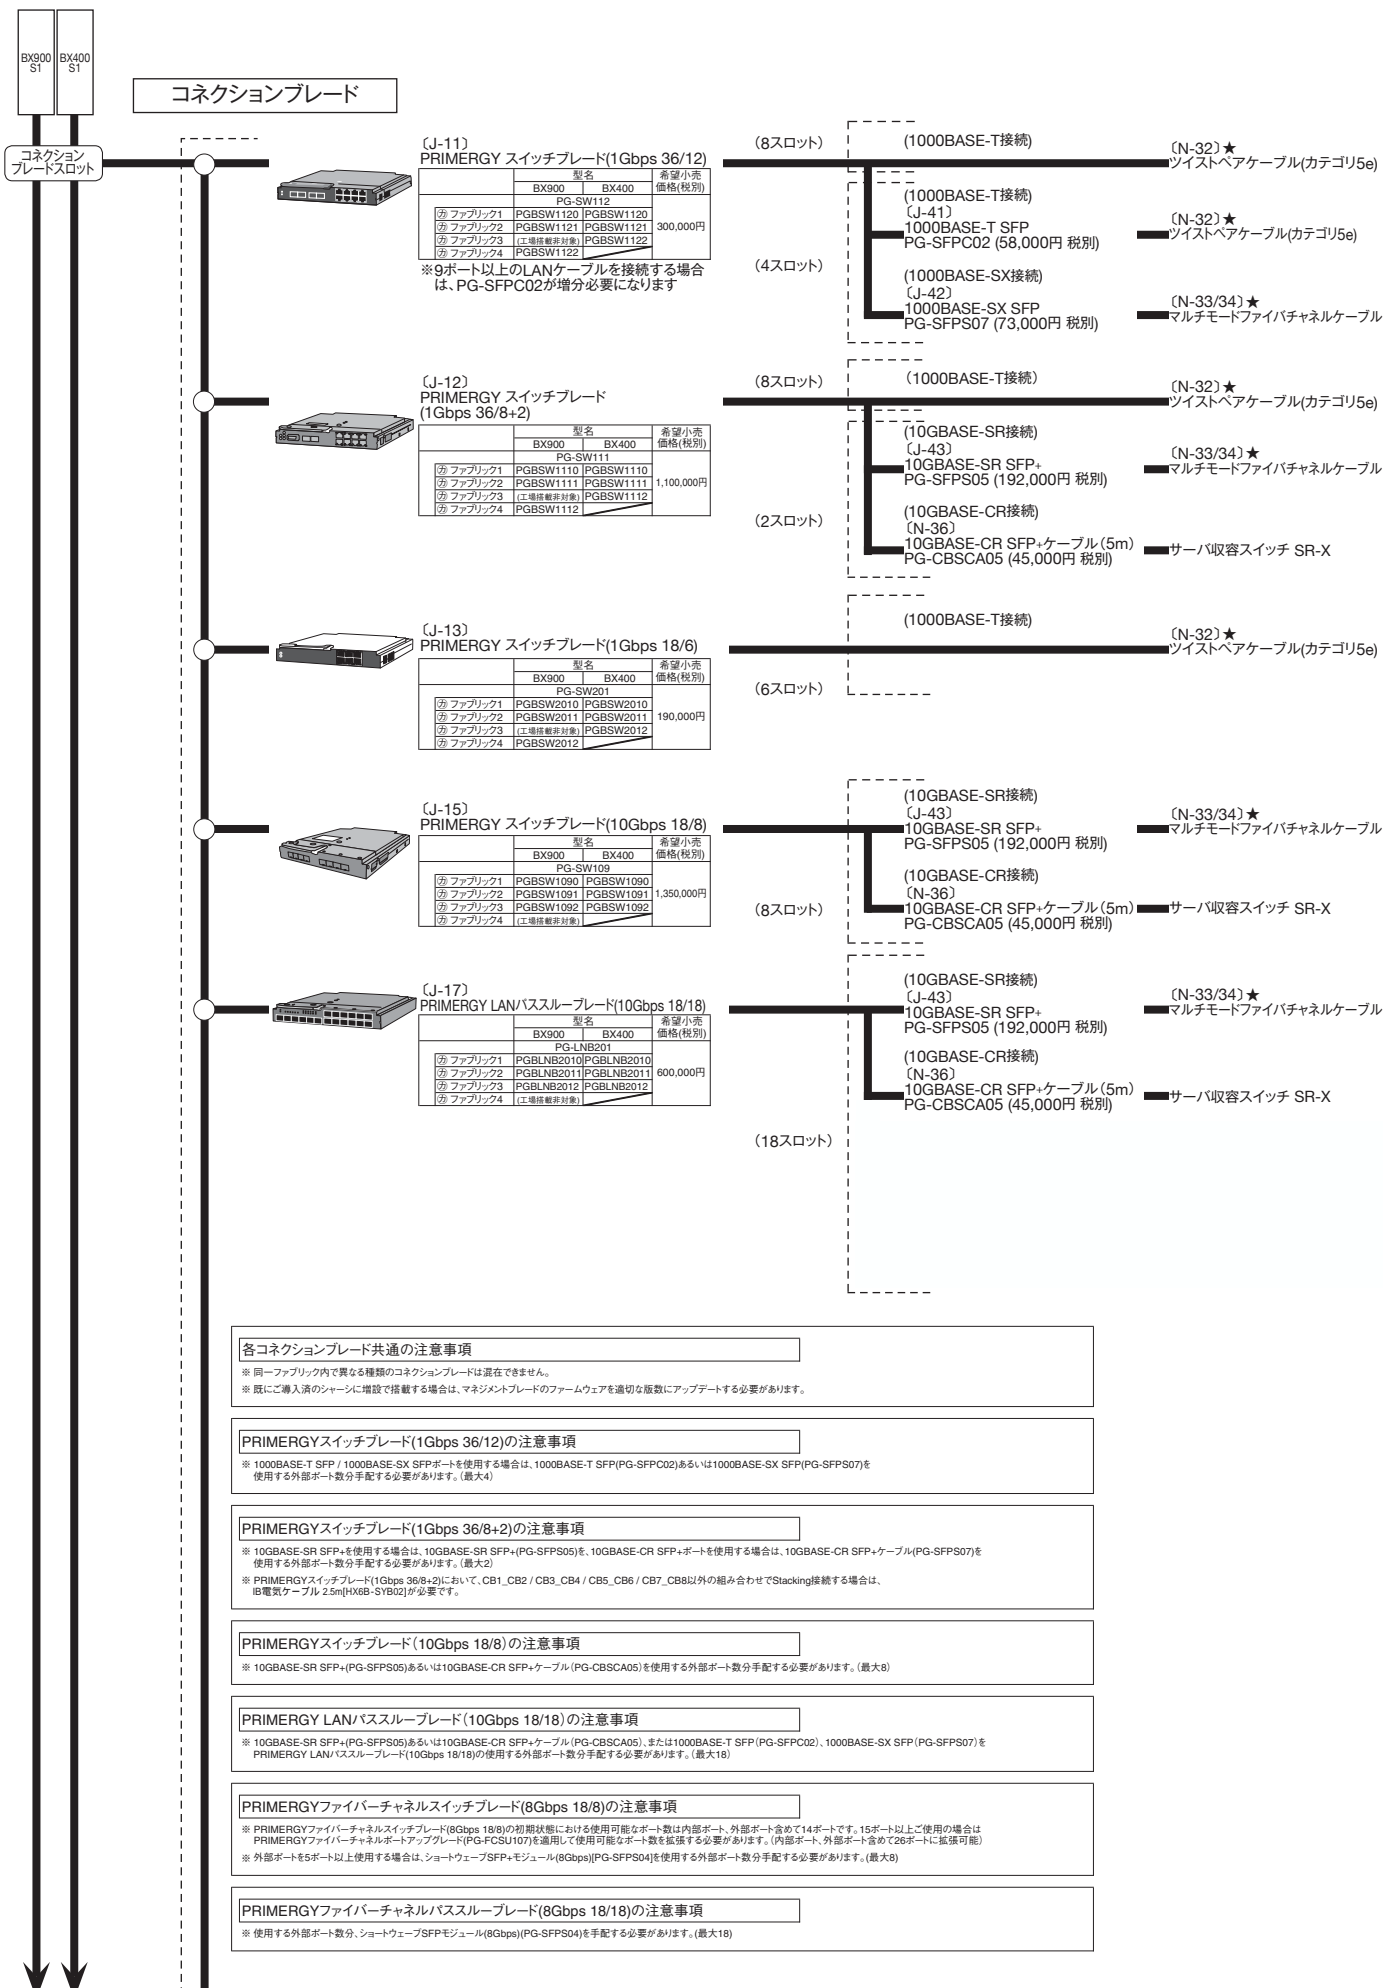 BX900
S1
BX400
S1
コネクションブレード
コネクション
ブレードスロット
〔J-11〕
PRIMERGY スイッチブレード(1Gbps 36/12)
型名
希望小売
価格(税別)
BX900
BX400
PG-SW112
㋕ ファブリック1 PGBSW1120 PGBSW1120
㋕ ファブリック2 PGBSW1121 PGBSW1121
300,000円
㋕ ファブリック3 (工場搭載非対象) PGBSW1122
㋕ ファブリック4 PGBSW1122
※9ポート以上のLANケーブルを接続する場合
は、PG-SFPC02が増分必要になります
(8スロット)
(1000BASE-T接続)
〔N-32〕★
ツイストペアケーブル(カテゴリ5e)
(4スロット)
(1000BASE-T接続)
〔J-41〕
1000BASE-T SFP
PG-SFPC02 (58,000円 税別)
〔N-32〕★
ツイストペアケーブル(カテゴリ5e)
(1000BASE-SX接続)
〔J-42〕
1000BASE-SX SFP
PG-SFPS07 (73,000円 税別)
〔N-33/34〕★
マルチモードファイバチャネルケーブル
〔J-12〕
PRIMERGY スイッチブレード
(1Gbps 36/8+2)
型名
希望小売
価格(税別)
BX900
BX400
PG-SW111
㋕ ファブリック1 PGBSW1110 PGBSW1110
㋕ ファブリック2 PGBSW1111 PGBSW1111
1,100,000円
㋕ ファブリック3 (工場搭載非対象) PGBSW1112
㋕ ファブリック4 PGBSW1112
(8スロット)
(1000BASE-T接続)
〔N-32〕★
ツイストペアケーブル(カテゴリ5e)
(2スロット)
(10GBASE-SR接続)
〔J-43〕
10GBASE-SR SFP+
PG-SFPS05 (192,000円 税別)
〔N-33/34〕★
マルチモードファイバチャネルケーブル
(10GBASE-CR接続)
〔N-36〕
10GBASE-CR SFP+ケーブル(5m)
PG-CBSCA05 (45,000円 税別)
サーバ収容スイッチ SR-X
〔J-13〕
PRIMERGY スイッチブレード(1Gbps 18/6)
型名
希望小売
価格(税別)
BX900
BX400
PG-SW201
㋕ ファブリック1 PGBSW2010 PGBSW2010
㋕ ファブリック2 PGBSW2011 PGBSW2011
190,000円
㋕ ファブリック3 (工場搭載非対象) PGBSW2012
㋕ ファブリック4 PGBSW2012
(6スロット)
(1000BASE-T接続)
〔N-32〕★
ツイストペアケーブル(カテゴリ5e)
〔J-15〕
PRIMERGY スイッチブレード(10Gbps 18/8)
型名
希望小売
価格(税別)
BX900
BX400
PG-SW109
㋕ ファブリック1 PGBSW1090 PGBSW1090
㋕ ファブリック2 PGBSW1091 PGBSW1091
1,350,000円
㋕ ファブリック3 PGBSW1092 PGBSW1092
㋕ ファブリック4 (工場搭載非対象)
(8スロット)
(10GBASE-SR接続)
〔J-43〕
10GBASE-SR SFP+
PG-SFPS05 (192,000円 税別)
〔N-33/34〕★
マルチモードファイバチャネルケーブル
(10GBASE-CR接続)
〔N-36〕
10GBASE-CR SFP+ケーブル(5m)
PG-CBSCA05 (45,000円 税別)
サーバ収容スイッチ SR-X
〔J-17〕
PRIMERGY LANパススルーブレード(10Gbps 18/18)
型名
希望小売
価格(税別)
BX900
BX400
PG-LNB201
㋕ ファブリック1 PGBLNB2010 PGBLNB2010
㋕ ファブリック2 PGBLNB2011 PGBLNB2011
600,000円
㋕ ファブリック3 PGBLNB2012 PGBLNB2012
㋕ ファブリック4 (工場搭載非対象)
(18スロット)
(10GBASE-SR接続)
〔J-43〕
10GBASE-SR SFP+
PG-SFPS05 (192,000円 税別)
〔N-33/34〕★
マルチモードファイバチャネルケーブル
(10GBASE-CR接続)
〔N-36〕
10GBASE-CR SFP+ケーブル(5m)
PG-CBSCA05 (45,000円 税別)
サーバ収容スイッチ SR-X
各コネクションブレード共通の注意事項
※ 同一ファブリック内で異なる種類のコネクションブレードは混在できません。
※ 既にご導入済のシャーシに増設で搭載する場合は、マネジメントブレードのファームウェアを適切な版数にアップデートする必要があります。
PRIMERGYスイッチブレード(1Gbps 36/12)の注意事項
※ 1000BASE-T SFP / 1000BASE-SX SFPポートを使用する場合は、1000BASE-T SFP(PG-SFPC02)あるいは1000BASE-SX SFP(PG-SFPS07)を
使用する外部ポート数分手配する必要があります。(最大4)
PRIMERGYスイッチブレード(1Gbps 36/8+2)の注意事項
※ 10GBASE-SR SFP+を使用する場合は、10GBASE-SR SFP+(PG-SFPS05)を、10GBASE-CR SFP+ポートを使用する場合は、10GBASE-CR SFP+ケーブル(PG-SFPS07)を
使用する外部ポート数分手配する必要があります。(最大2)
※ PRIMERGYスイッチブレード(1Gbps 36/8+2)において、CB1_CB2 / CB3_CB4 / CB5_CB6 / CB7_CB8以外の組み合わせでStacking接続する場合は、
IB電気ケーブル 2.5m[HX6B-SYB02]が必要です。
PRIMERGYスイッチブレード(10Gbps 18/8)の注意事項
※ 10GBASE-SR SFP+(PG-SFPS05)あるいは10GBASE-CR SFP+ケーブル(PG-CBSCA05)を使用する外部ポート数分手配する必要があります。(最大8)
PRIMERGY LANパススルーブレード(10Gbps 18/18)の注意事項
※ 10GBASE-SR SFP+(PG-SFPS05)あるいは10GBASE-CR SFP+ケーブル(PG-CBSCA05)、または1000BASE-T SFP(PG-SFPC02)、1000BASE-SX SFP(PG-SFPS07)を
PRIMERGY LANパススルーブレード(10Gbps 18/18)の使用する外部ポート数分手配する必要があります。(最大18)
PRIMERGYファイバーチャネルスイッチブレード(8Gbps 18/8)の注意事項
※ PRIMERGYファイバーチャネルスイッチブレード(8Gbps 18/8)の初期状態における使用可能なポート数は内部ポート、外部ポート含めて14ポートです。15ポート以上ご使用の場合は
PRIMERGYファイバーチャネルポートアップグレード(PG-FCSU107)を適用して使用可能なポート数を拡張する必要があります。(内部ポート、外部ポート含めて26ポートに拡張可能)
※ 外部ポートを5ポート以上使用する場合は、ショートウェーブSFP+モジュール(8Gbps)[PG-SFPS04]を使用する外部ポート数分手配する必要があります。(最大8)
PRIMERGYファイバーチャネルパススルーブレード(8Gbps 18/18)の注意事項
※ 使用する外部ポート数分、ショートウェーブSFPモジュール(8Gbps)(PG-SFPS04)を手配する必要があります。(最大18)